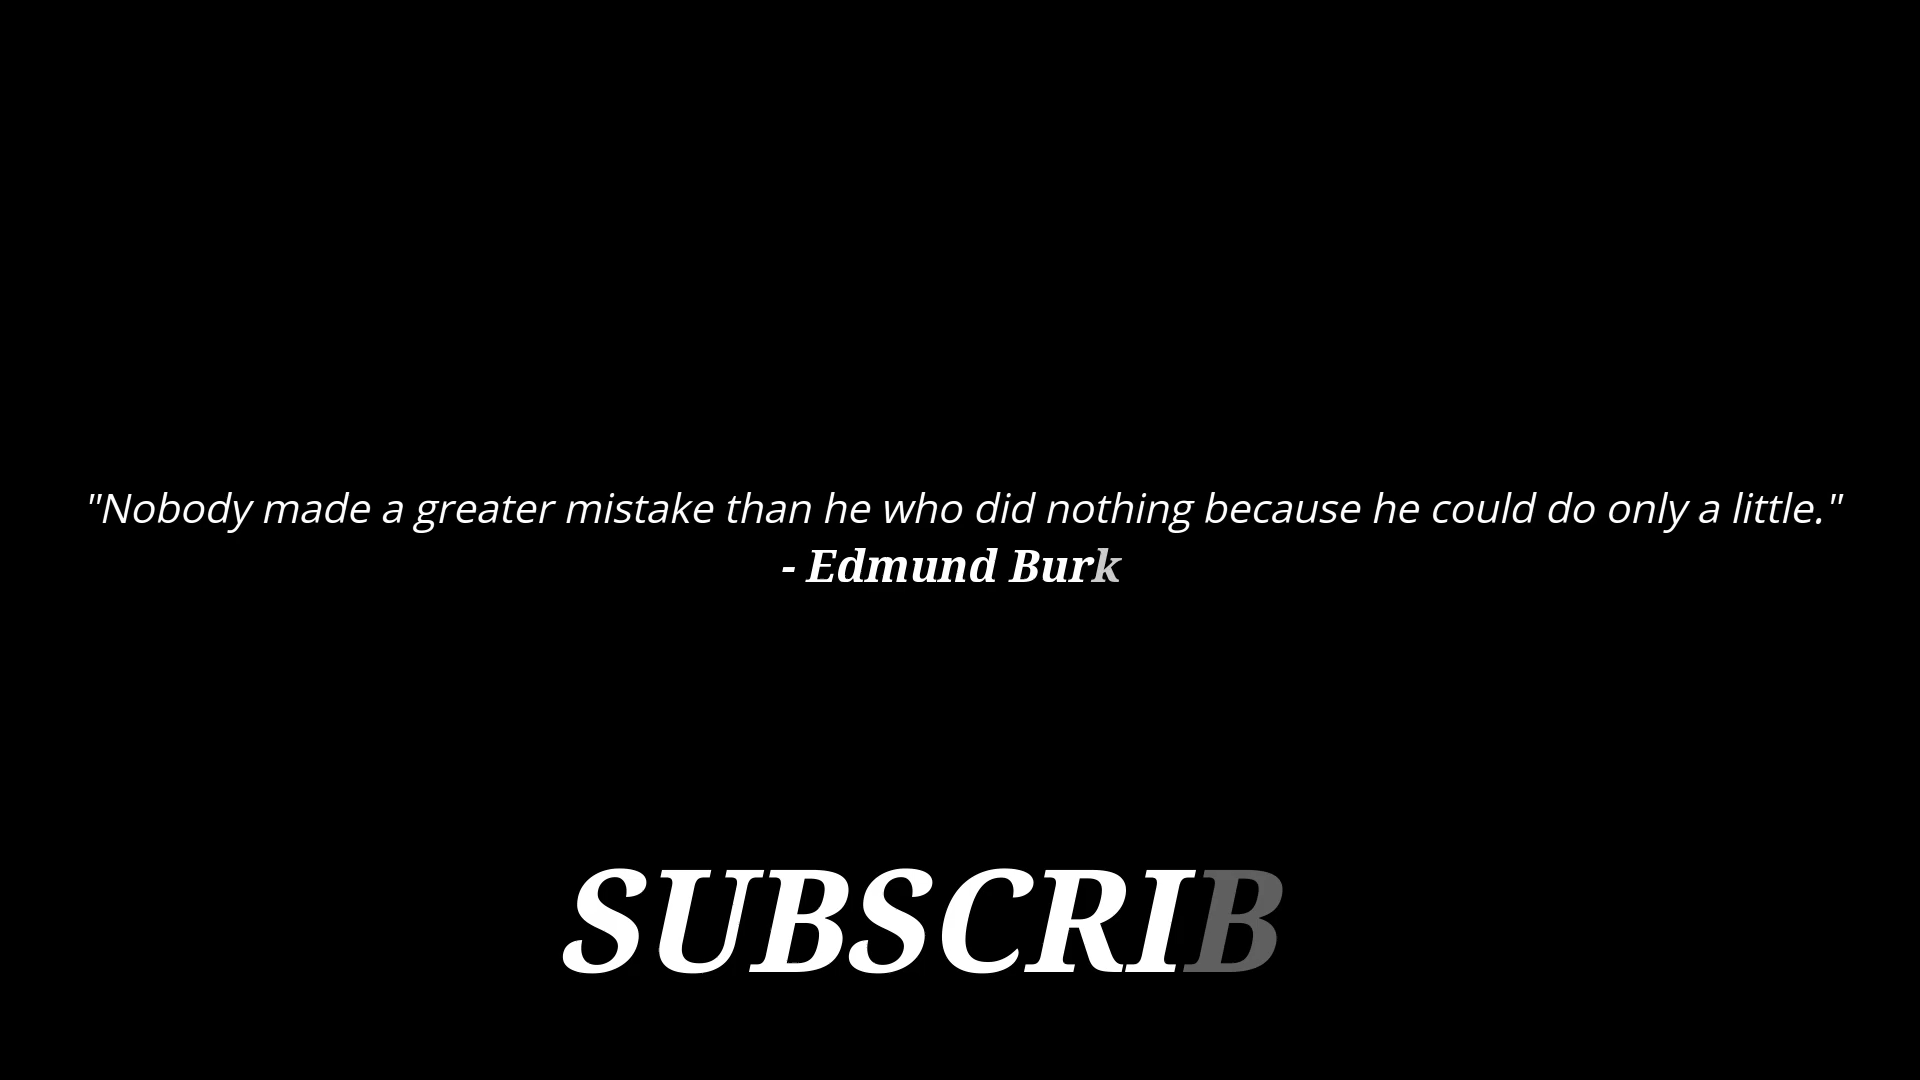 "Nobody made a greater mistake than he who did nothing because he could do only a little."
- Edmund Burk
SUBSCRIB